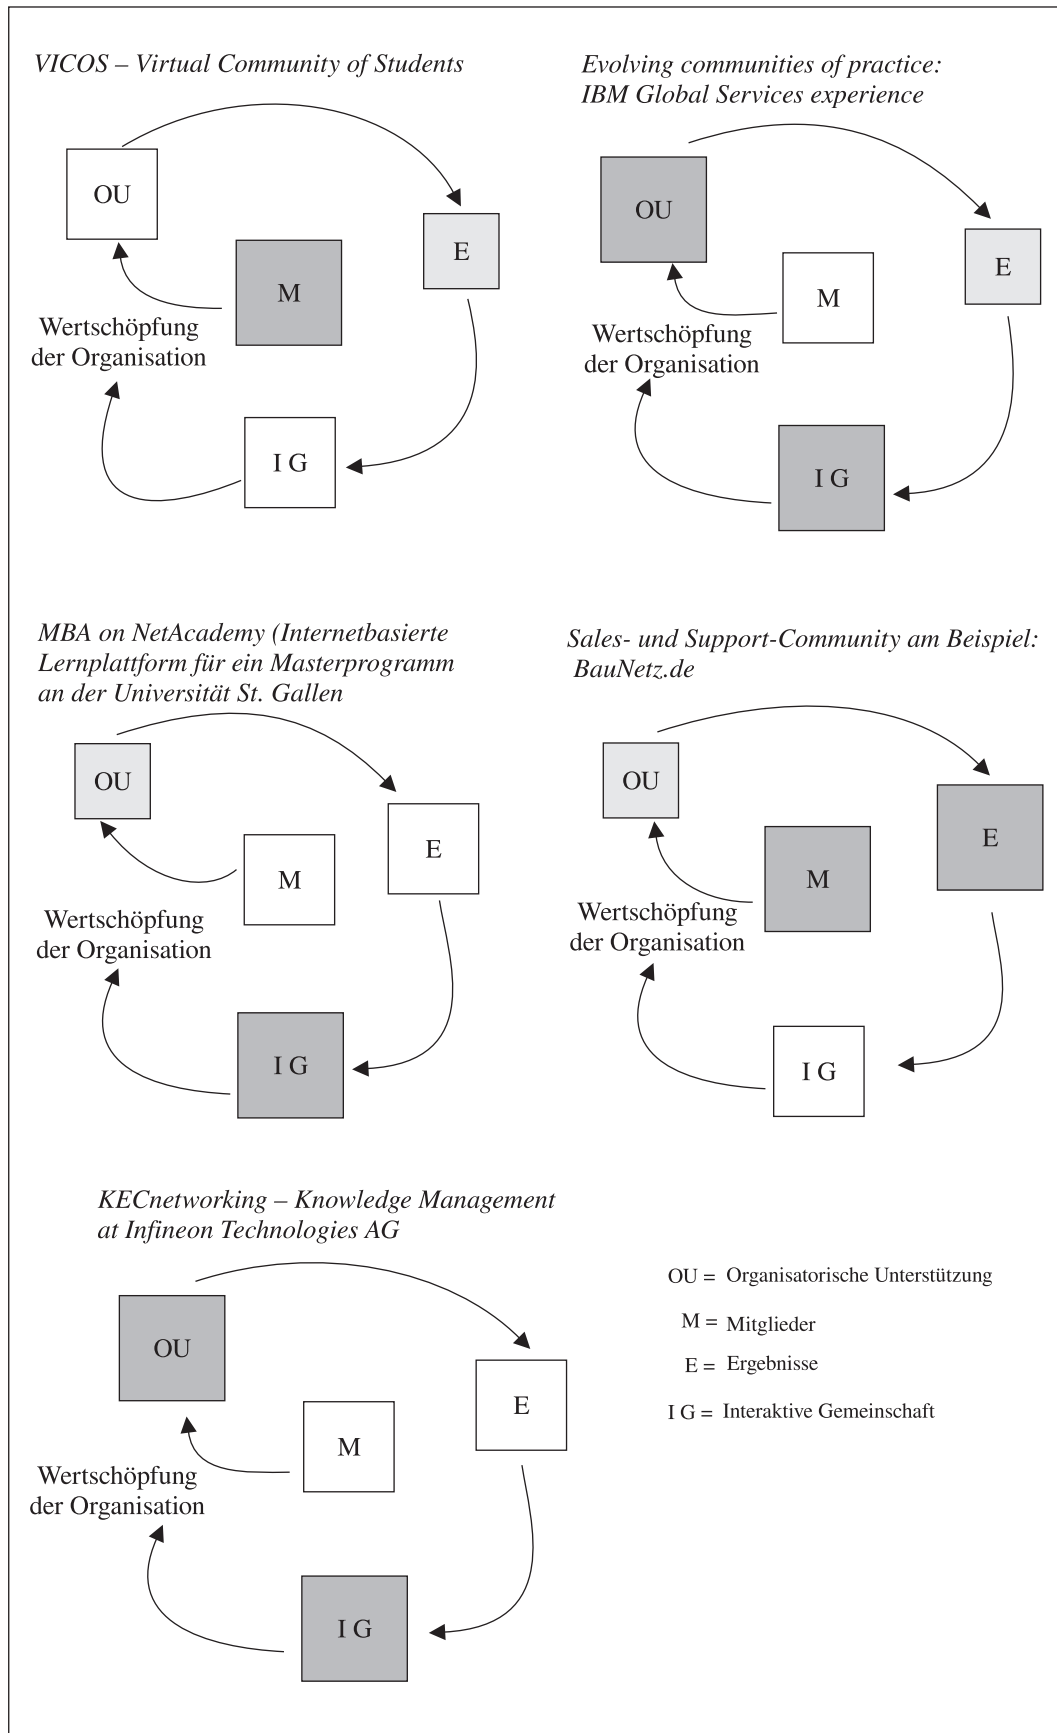 VICOS – Virtual Community of Students
OU
E
M
Wertschöpfung
der Organisation
I G
Evolving communities of practice:
IBM Global Services experience
OU
E
M
Wertschöpfung
der Organisation
I G
MBA on NetAcademy (Internetbasierte
Lernplattform für ein Masterprogramm
an der Universität St. Gallen
OU
E
M
Wertschöpfung
der Organisation
I G
Sales- und Support-Community am Beispiel:
BauNetz.de
OU
E
M
Wertschöpfung
der Organisation
I G
KECnetworking – Knowledge Management
at Infineon Technologies AG
OU
E
M
Wertschöpfung
der Organisation
I G
OU = Organisatorische Unterstützung
M = Mitglieder
E = Ergebnisse
I G = Interaktive Gemeinschaft